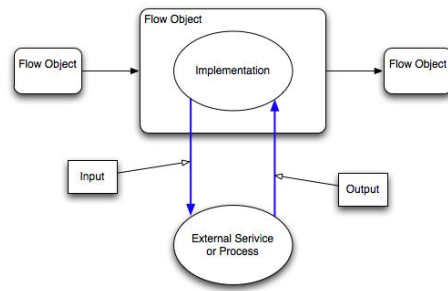 Flow Object
Flow Object
Implementation
Flow Object
Input
Output
External Serivice
or Process